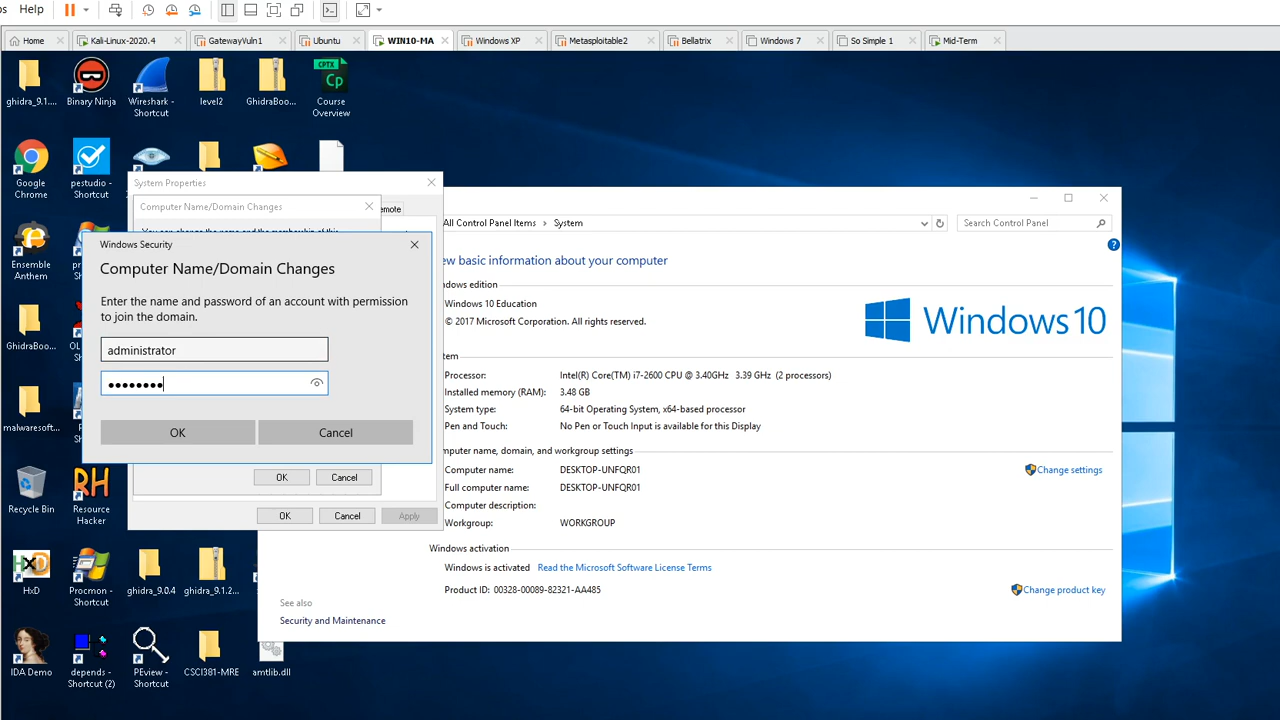 Help
Home
Kali-Linux-2020.4
GatewayVuln1
Ubuntu
WIN10-MA
Windows XP
Metasploitable2
Bellatrix
Windows 7
So Simple 1
Mid-Term
ghidra_9.1....
Binary Ninja
Wireshark -
Shortcut
level2
GhidraBoo...
CPTX
Cp
Course
Overview
Google
Chrome
pestudio -
Shortcut
Ensemble
Anthem
GhidraBoo...
malwaresoft...
Recycle Bin
RH
Resource
Hacker
HxD
Procmon -
Shortcut
ghidra_9.0.4
ghidra_9.1.2...
IDA Demo
depends -
Shortcut (2)
PEview -
Shortcut
CSCI381-MRE
amtlib.dll
System Properties
Computer Name/Domain Changes
Windows Security
Computer Name/Domain Changes
Enter the name and password of an account with permission
to join the domain.
administrator
OK
Cancel
OK
Cancel
OK
Cancel
Apply
All Control Panel Items
System
Search Control Panel
basic information about your computer
Windows 10 Education
© 2017 Microsoft Corporation. All rights reserved.
Windows 10
Processor:
Intel(R) Core(TM) i7-2600 CPU @ 3.40GHz 3.39 GHz (2 processors)
Installed memory (RAM):
3.48 GB
System type:
64-bit Operating System, x64-based processor
Pen and Touch:
No Pen or Touch Input is available for this Display
name, domain, and workgroup settings
Computer name:
DESKTOP-UNFQR01
Change settings
Full computer name:
DESKTOP-UNFQR01
Computer description:
Workgroup:
WORKGROUP
Windows activation
Windows is activated
Read the Microsoft Software License Terms
Product ID: 00328-00089-82321-AA485
Change product key
See also
Security and Maintenance